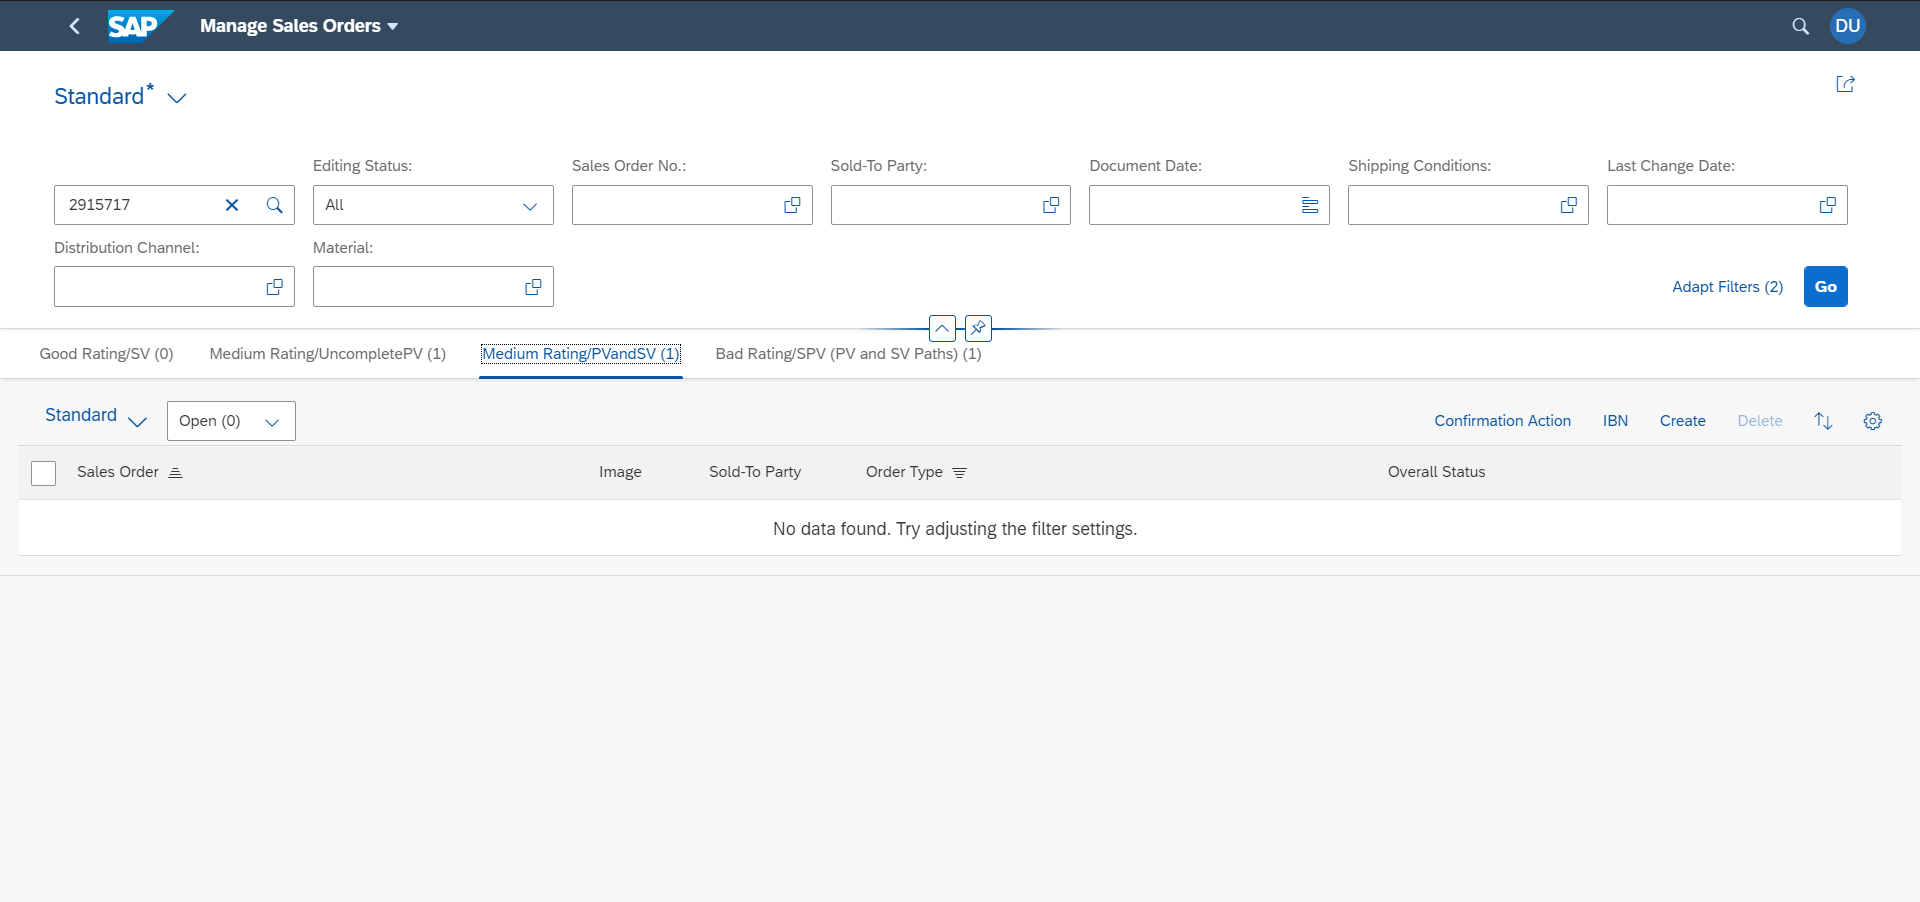 SAP Manage Sales Orders DU
Standard*
Editing Status: Sales Order No.: Sold-To Party: Document Date: Shipping Conditions: Last Change Date:
2915717 All
Distribution Channel: Material:
Adapt Filters (2) Go
Good Rating/SV (0) Medium Rating/UncompletePV (1) Medium Rating/PVandSV (1) Bad Rating/SPV (PV and SV Paths) (1)
Standard Open (0) Confirmation Action IBN Create Delete
Sales Order Image Sold-To Party Order Type Overall Status
No data found. Try adjusting the filter settings.